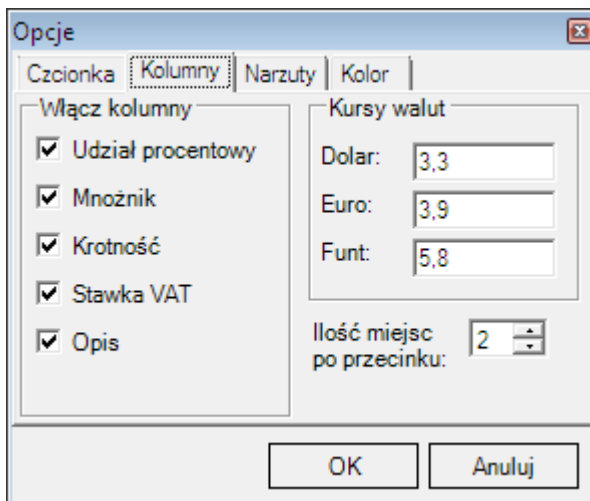 Opcje
Czcionka Kolumny Narzuty Kolor
Włącz kolumny
Udział procentowy
Mnożnik
Krotność
Stawka VAT
Opis
Kursy walut
Dolar: 3,3
Euro: 3,9
Funt: 5,8
Ilość miejsc
po przecinku: 2
OK Anuluj